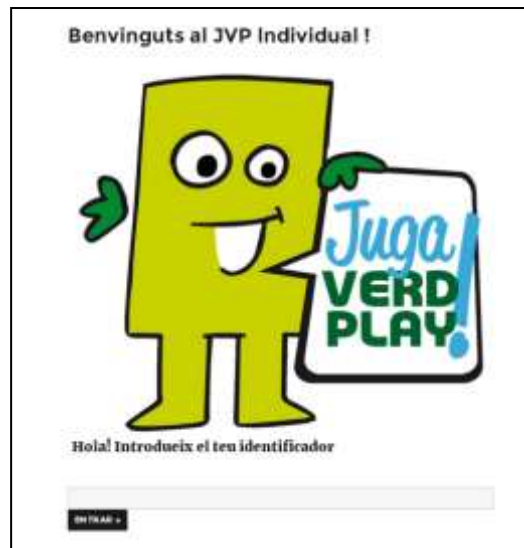 Benvinguts al JVP Individual !
Juga
VERD
PLAY!
Hola! Introdueix el teu identificador
ENTRAR »